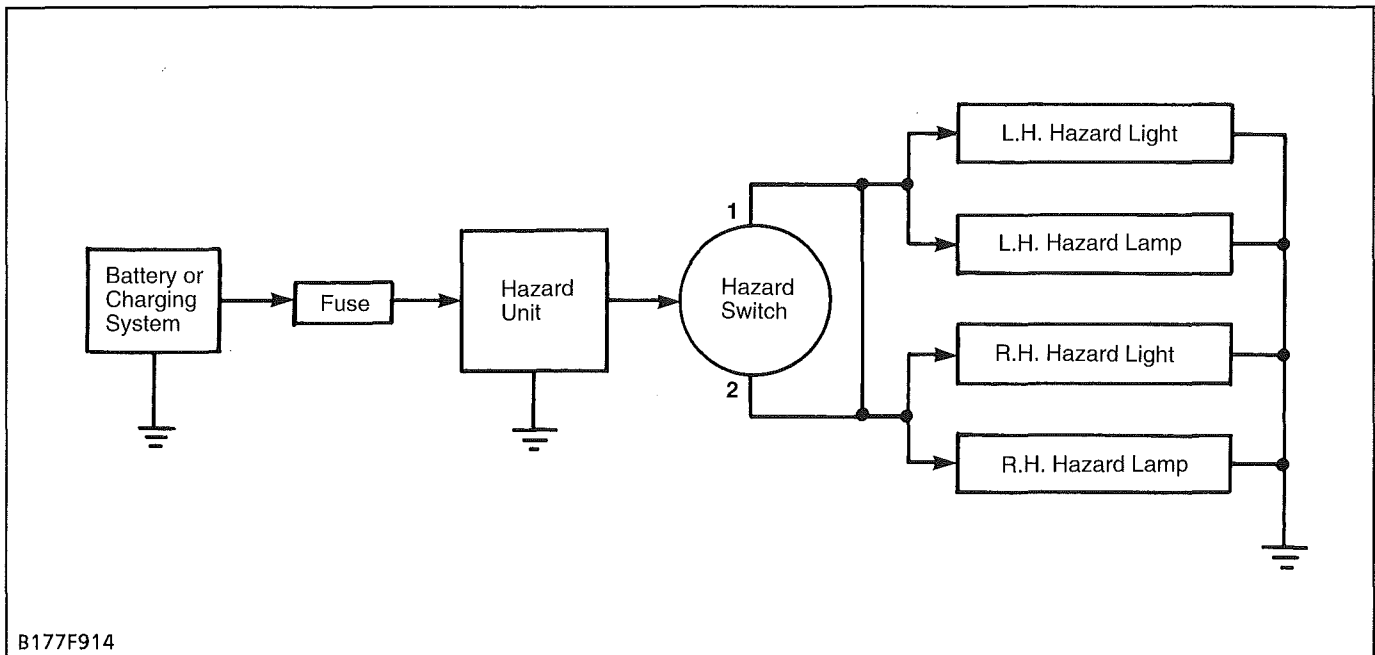 L.H. Hazard Light
1
L.H. Hazard Lamp
Battery or
Charging
System
Fuse
Hazard
Unit
Hazard
Switch
R.H. Hazard Light
2
R.H. Hazard Lamp
B177F914